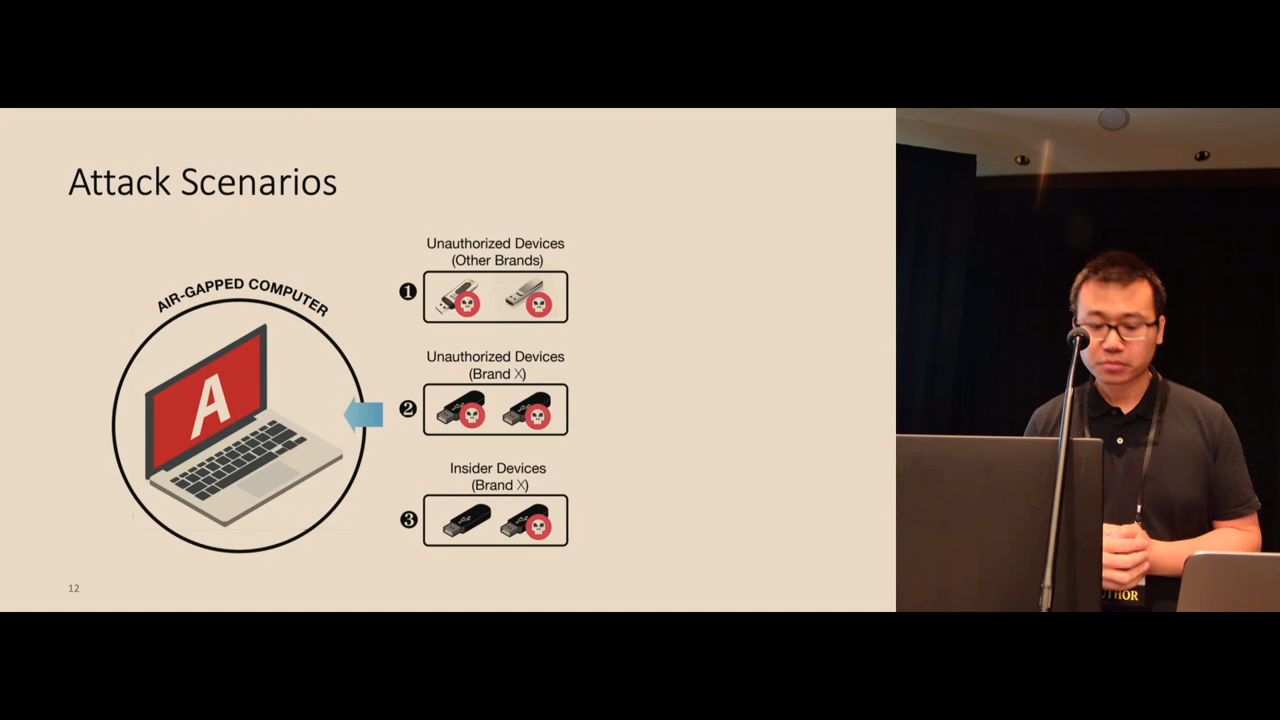 Attack Scenarios
AIR-GAPPED COMPUTER
A
Unauthorized Devices
(Other Brands)
❶
Unauthorized Devices
(Brand X)
❷
Insider Devices
(Brand X)
❸
12